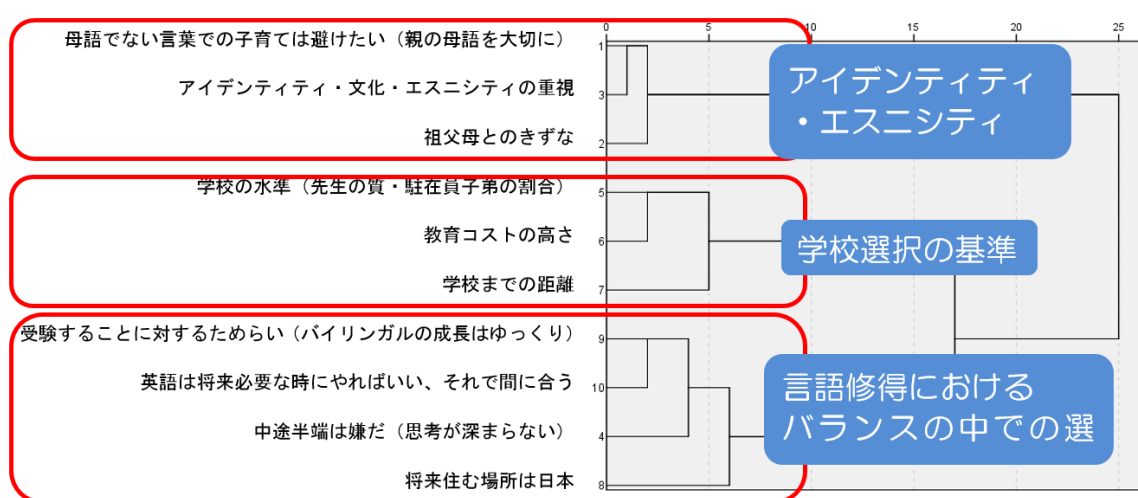 0 5 10 15 20 25
母語でない言葉での子育ては避けたい（親の母語を大切に） 1
アイデンティティ・文化・エスニシティの重視 3
祖父母とのきずな 2
アイデンティティ
・エスニシティ
学校の水準（先生の質・駐在員子弟の割合） 5
教育コストの高さ 6
学校までの距離 7
学校選択の基準
受験することに対するためらい（バイリンガルの成長はゆっくり） 9
英語は将来必要な時にやればいい、それで間に合う 10
中途半端は嫌だ（思考が深まらない） 4
将来住む場所は日本 8
言語修得における
バランスの中での選